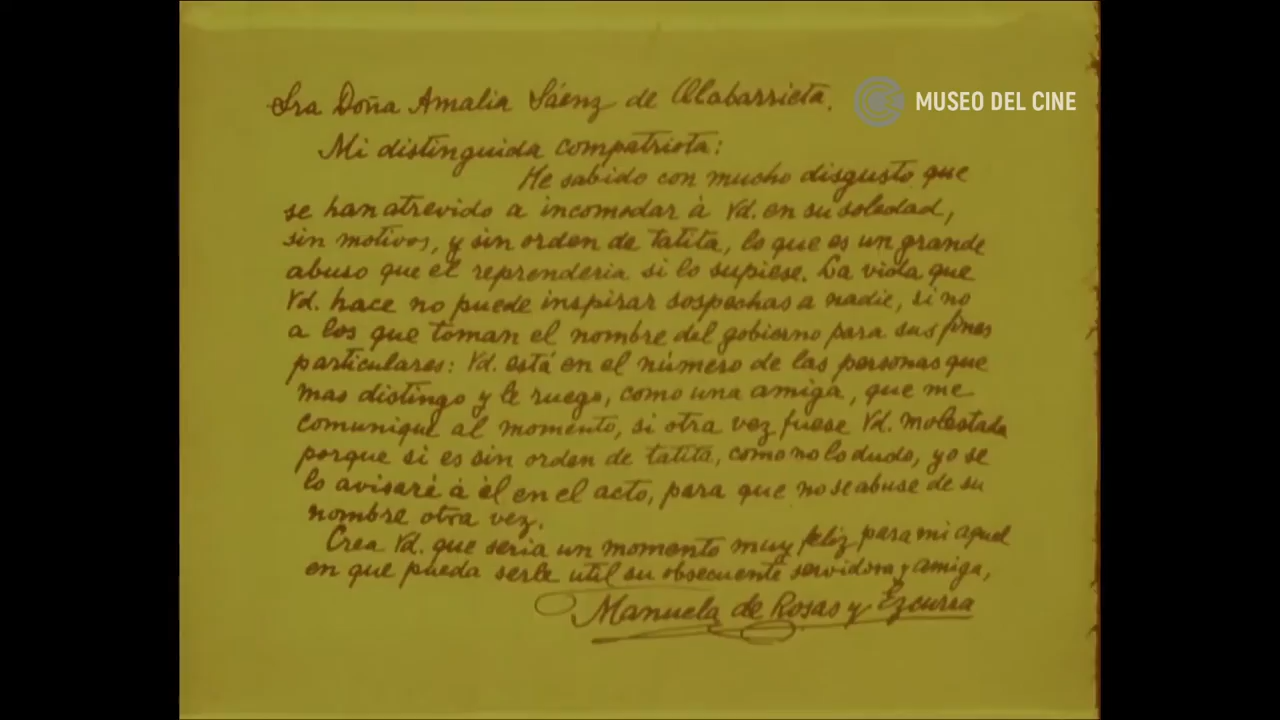 Sra Doña Amalia Sáenz de Olabarrieta.
MUSEO DEL CINE
Mi distinguida compatriota:
He sabido con mucho disgusto que
se han atrevido a incomodar à Vd. en su soledad,
sin motivos, y sin orden de tatita, lo que es un grande
abuso que él reprenderia si lo supiese. La vida que
Vd. hace no puede inspirar sospechas a nadie, si no
a los que toman el nombre del gobierno para sus fines
particulares: Vd. está en el número de las personas que
mas distingo y le ruego, como una amiga, que me
comunique al momento, si otra vez fuese Vd. molestada
porque si es sin orden de tatita, como no lo dudo, yo se
lo avisaré á él en el acto, para que no se abuse de su
nombre otra vez.
Crea Vd. que seria un momento muy feliz para mi aquel
en que pueda serle util su obsecuente servidora y amiga,
Manuela de Rosas y Ezcurra